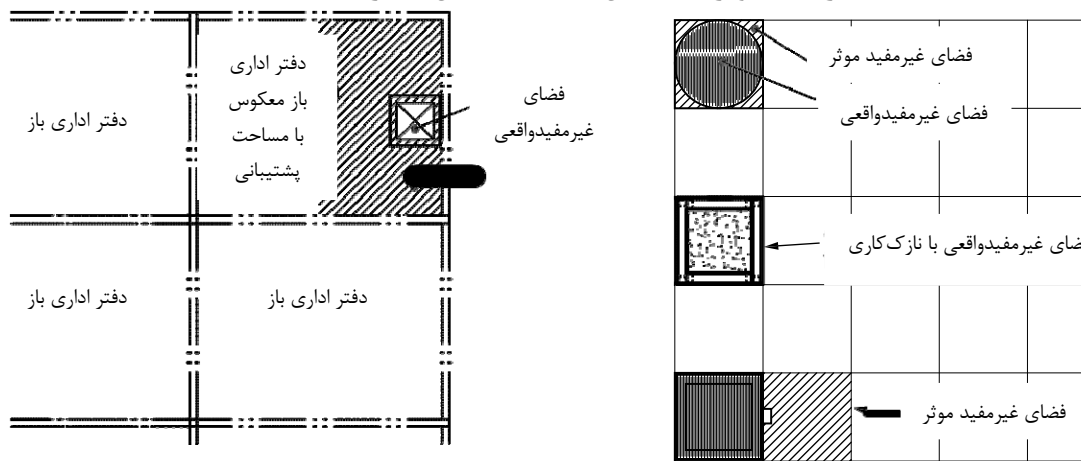 دفتر اداری باز
دفتر اداری
باز معکوس
با مساحت
پشتیبانی
فضای
غیرمفیدواقعی
دفتر اداری باز
دفتر اداری باز
فضای غیرمفید موثر
فضای غیرمفیدواقعی
غیرمفیدواقعی با نازک‌کاری
فضای غیرمفید موثر